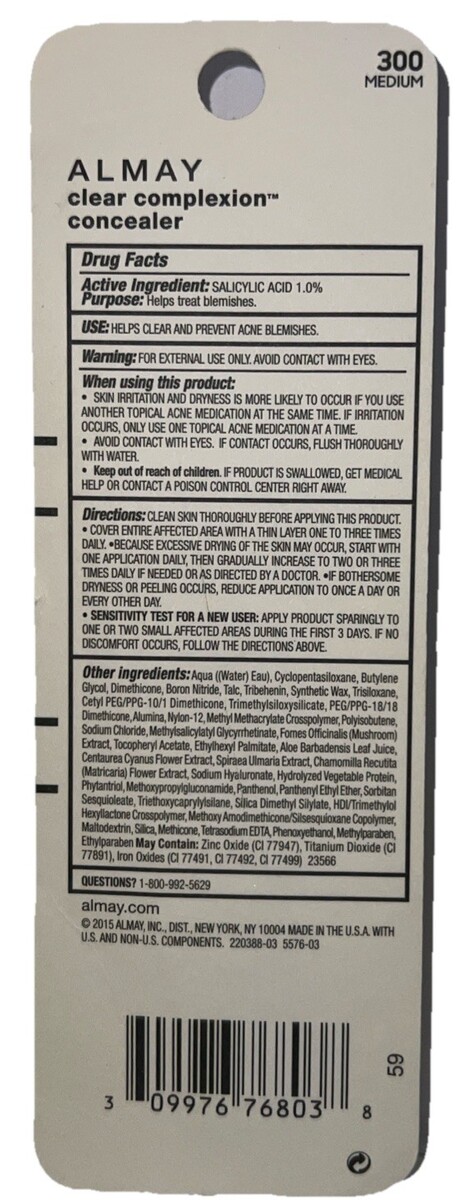 300
MEDIUM
ALMAY
clear complexion™
concealer
Drug Facts
Active Ingredient: SALICYLIC ACID 1.0%
Purpose: Helps treat blemishes.
USE: HELPS CLEAR AND PREVENT ACNE BLEMISHES.
Warning: FOR EXTERNAL USE ONLY. AVOID CONTACT WITH EYES.
When using this product:
• SKIN IRRITATION AND DRYNESS IS MORE LIKELY TO OCCUR IF YOU USE
ANOTHER TOPICAL ACNE MEDICATION AT THE SAME TIME. IF IRRITATION
OCCURS, ONLY USE ONE TOPICAL ACNE MEDICATION AT A TIME.
• AVOID CONTACT WITH EYES. IF CONTACT OCCURS, FLUSH THOROUGHLY
WITH WATER.
• Keep out of reach of children. IF PRODUCT IS SWALLOWED, GET MEDICAL
HELP OR CONTACT A POISON CONTROL CENTER RIGHT AWAY.
Directions: CLEAN SKIN THOROUGHLY BEFORE APPLYING THIS PRODUCT.
• COVER ENTIRE AFFECTED AREA WITH A THIN LAYER ONE TO THREE TIMES
DAILY. •BECAUSE EXCESSIVE DRYING OF THE SKIN MAY OCCUR, START WITH
ONE APPLICATION DAILY, THEN GRADUALLY INCREASE TO TWO OR THREE
TIMES DAILY IF NEEDED OR AS DIRECTED BY A DOCTOR. •IF BOTHERSOME
DRYNESS OR PEELING OCCURS, REDUCE APPLICATION TO ONCE A DAY OR
EVERY OTHER DAY.
• SENSITIVITY TEST FOR A NEW USER: APPLY PRODUCT SPARINGLY TO
ONE OR TWO SMALL AFFECTED AREAS DURING THE FIRST 3 DAYS. IF NO
DISCOMFORT OCCURS, FOLLOW THE DIRECTIONS ABOVE.
Other ingredients: Aqua ((Water) Eau), Cyclopentasiloxane, Butylene
Glycol, Dimethicone, Boron Nitride, Talc, Tribehenin, Synthetic Wax, Trisiloxane,
Cetyl PEG/PPG-10/1 Dimethicone, Trimethylsiloxysilicate, PEG/PPG-18/18
Dimethicone, Alumina, Nylon-12, Methyl Methacrylate Crosspolymer, Polyisobutene,
Sodium Chloride, Methylsalicylatyl Glycyrrhetinate, Fomes Officinalis (Mushroom)
Extract, Tocopheryl Acetate, Ethylhexyl Palmitate, Aloe Barbadensis Leaf Juice,
Centaurea Cyanus Flower Extract, Spiraea Ulmaria Extract, Chamomilla Recutita
(Matricaria) Flower Extract, Sodium Hyaluronate, Hydrolyzed Vegetable Protein,
Phytantriol, Methoxypropylgluconamide, Panthenol, Panthenyl Ethyl Ether, Sorbitan
Sesquioleate, Triethoxycaprylylsilane, Silica Dimethyl Silylate, HDI/Trimethylol
Hexyllactone Crosspolymer, Methoxy Amodimethicone/Silsesquioxane Copolymer,
Maltodextrin, Silica, Methicone, Tetrasodium EDTA, Phenoxyethanol, Methylparaben,
Ethylparaben May Contain: Zinc Oxide (CI 77947), Titanium Dioxide (CI
77891), Iron Oxides (CI 77491, CI 77492, CI 77499) 23566
QUESTIONS? 1-800-992-5629
almay.com
© 2015 ALMAY, INC., DIST., NEW YORK, NY 10004 MADE IN THE U.S.A. WITH
U.S. AND NON-U.S. COMPONENTS. 220388-03 5576-03
59
3 09976 76803 8